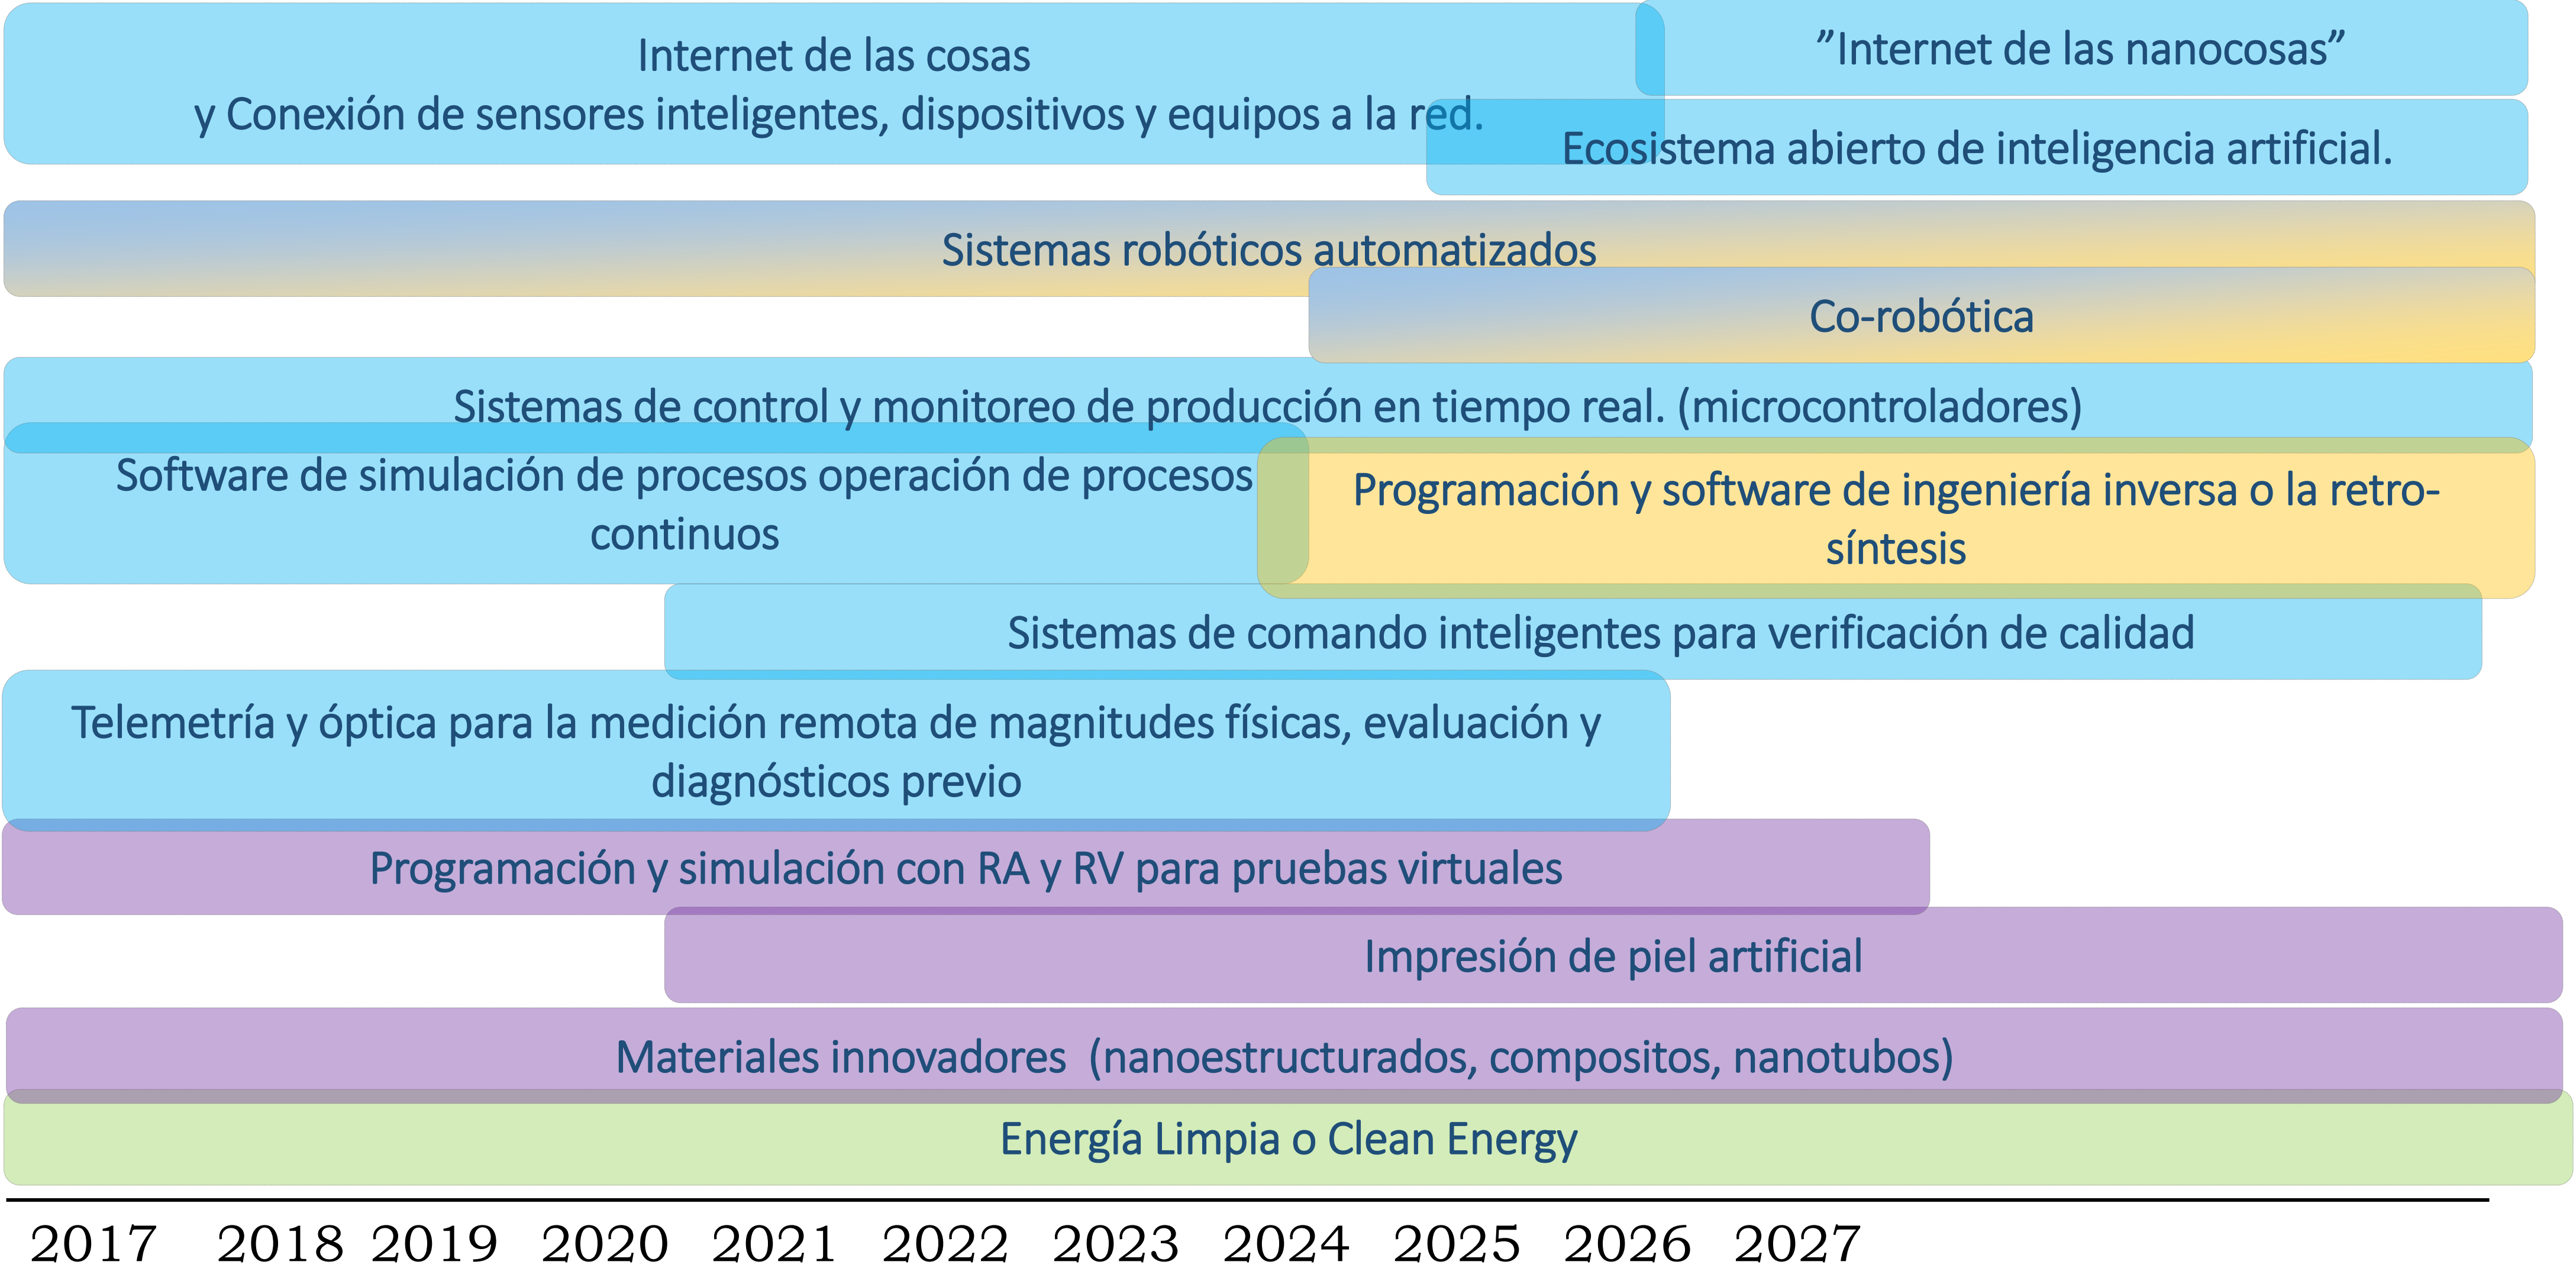 Internet de las cosas
y Conexión de sensores inteligentes, dispositivos y equipos a la red.
”Internet de las nanocosas”
Ecosistema abierto de inteligencia artificial.
Sistemas robóticos automatizados
Co-robótica
Sistemas de control y monitoreo de producción en tiempo real. (microcontroladores)
Software de simulación de procesos operación de procesos
continuos
Programación y software de ingeniería inversa o la retro-
síntesis
Sistemas de comando inteligentes para verificación de calidad
Telemetría y óptica para la medición remota de magnitudes físicas, evaluación y
diagnósticos previo
Programación y simulación con RA y RV para pruebas virtuales
Impresión de piel artificial
Materiales innovadores  (nanoestructurados, compositos, nanotubos)
Energía Limpia o Clean Energy
2017 2018 2019 2020 2021 2022 2023 2024 2025 2026 2027